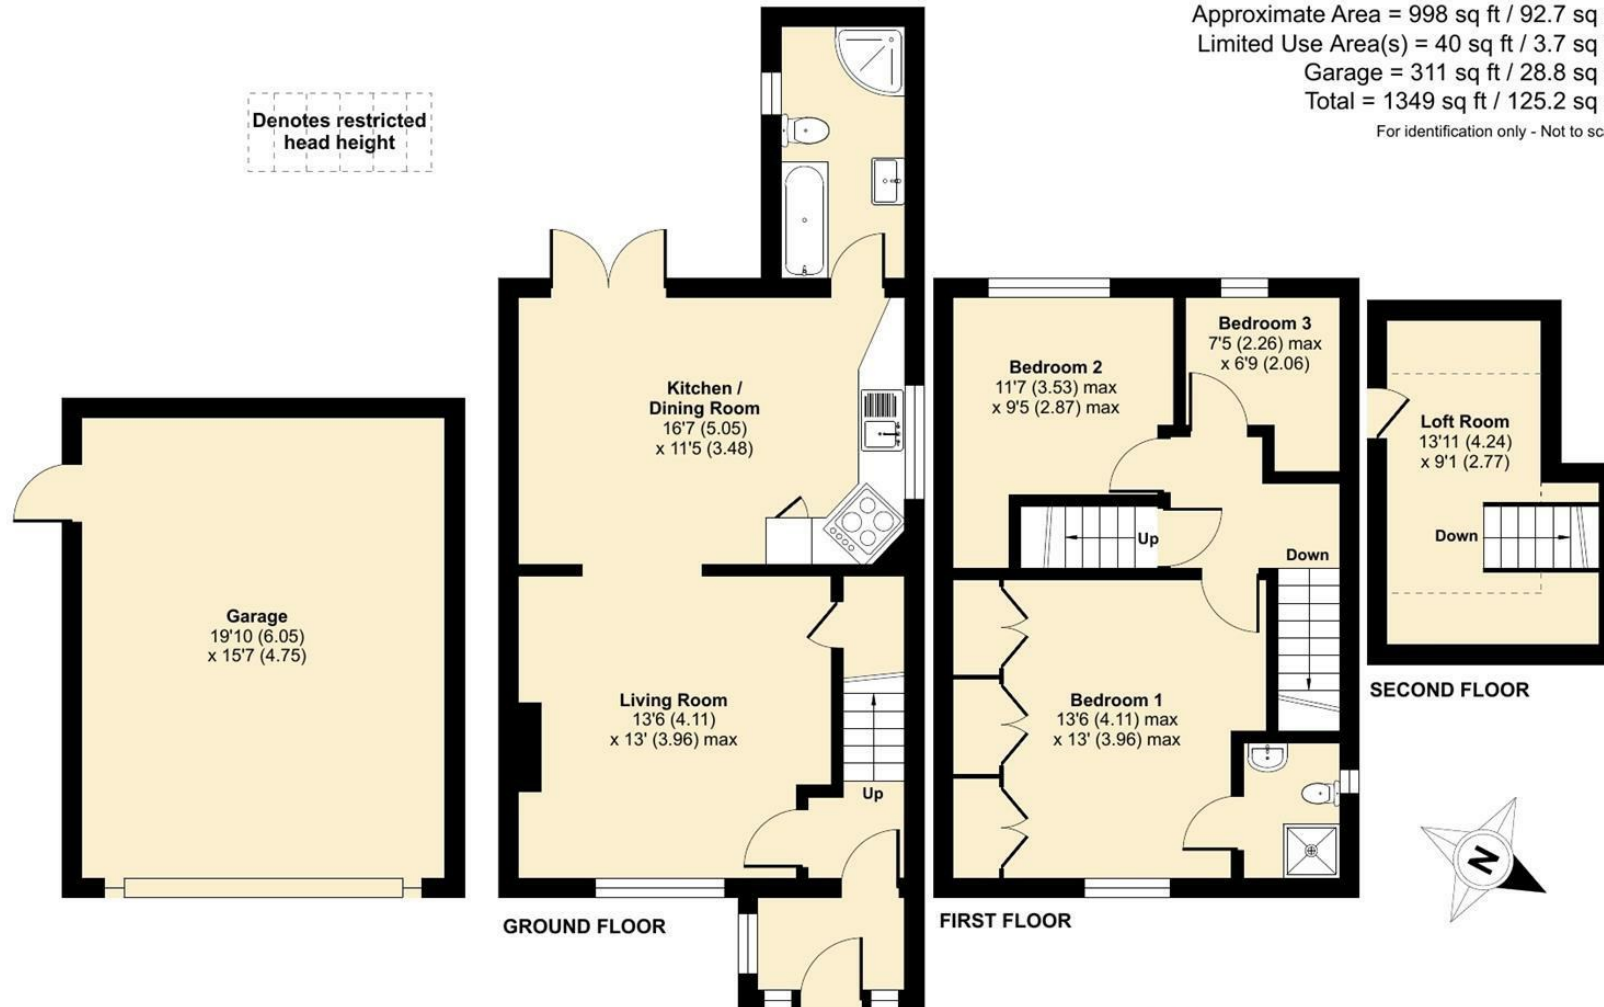 Approximate Area = 998 sq ft / 92.7 sq
Limited Use Area(s) = 40 sq ft / 3.7 sq
Garage = 311 sq ft / 28.8 sq
Total = 1349 sq ft / 125.2 sq
For identification only - Not to sc
Denotes restricted
head height
Garage
19'10 (6.05)
x 15'7 (4.75)
Kitchen /
Dining Room
16'7 (5.05)
x 11'5 (3.48)
Living Room
13'6 (4.11)
x 13' (3.96) max
Up
GROUND FLOOR
Bedroom 2
11'7 (3.53) max
x 9'5 (2.87) max
Bedroom 3
7'5 (2.26) max
x 6'9 (2.06)
Up
Down
Bedroom 1
13'6 (4.11) max
x 13' (3.96) max
FIRST FLOOR
Loft Room
13'11 (4.24)
x 9'1 (2.77)
Down
SECOND FLOOR
N